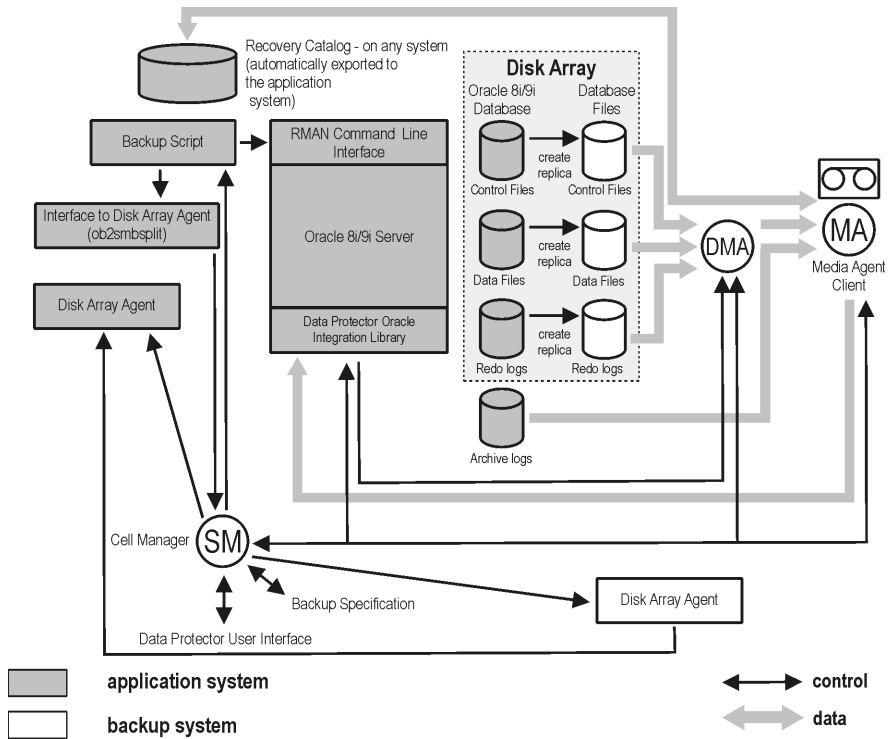 Recovery Catalog - on any system
(automatically exported to
the application
system)
Disk Array
Oracle 8i/9i
Database
Database
Files
Backup Script
RMAN Command Line
Interface
create
replica
Control Files
Control Files
Interface to Disk Array Agent
(ob2smbsplit)
Oracle 8i/9i Server
create
replica
Data Files
Data Files
DMA
MA
Media Agent
Client
Disk Array Agent
Data Protector Oracle
Integration Library
create
replica
Redo logs
Redo logs
Archive logs
Cell Manager
SM
Backup Specification
Disk Array Agent
Data Protector User Interface
application system
control
backup system
data